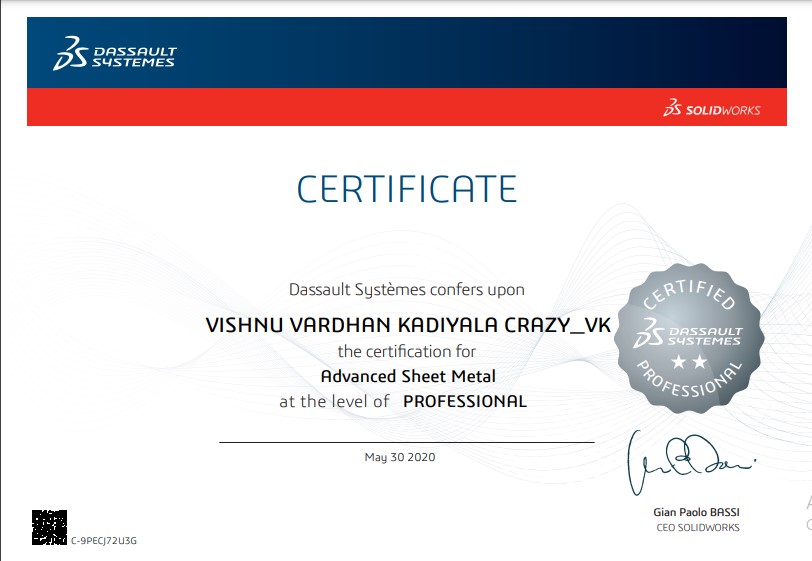 DASSAULT
SYSTEMES
SOLIDWORKS
CERTIFICATE
Dassault Systèmes confers upon
VISHNU VARDHAN KADIYALA CRAZY_VK
the certification for
Advanced Sheet Metal
at the level of PROFESSIONAL
May 30 2020
CERTIFIED
DASSAULT
SYSTEMES
PROFESSIONAL
Gian Paolo BASSI
CEO SOLIDWORKS
C-9PECJ72U3G